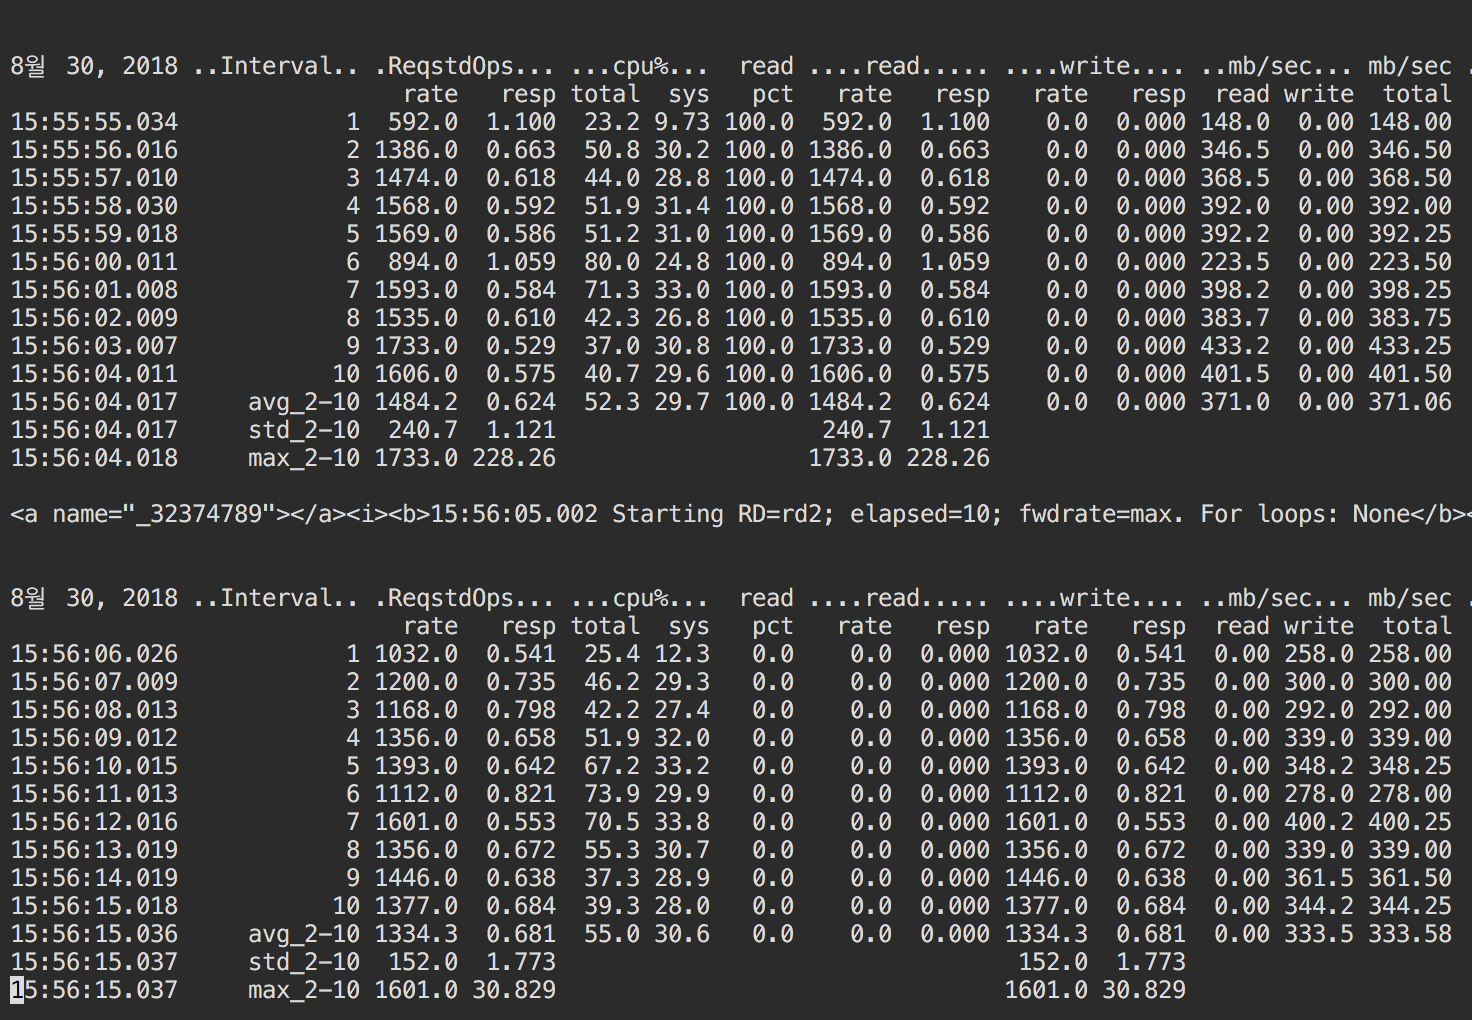 8월 30, 2018 ..Interval.. .ReqstdOps... ...cpu%... read ....read..... ....write.... ..mb/sec... mb/sec .
rate resp total sys pct rate resp rate resp read write total
15:55:55.034 1 592.0 1.100 23.2 9.73 100.0 592.0 1.100 0.0 0.000 148.0 0.00 148.00
15:55:56.016 2 1386.0 0.663 50.8 30.2 100.0 1386.0 0.663 0.0 0.000 346.5 0.00 346.50
15:55:57.010 3 1474.0 0.618 44.0 28.8 100.0 1474.0 0.618 0.0 0.000 368.5 0.00 368.50
15:55:58.030 4 1568.0 0.592 51.9 31.4 100.0 1568.0 0.592 0.0 0.000 392.0 0.00 392.00
15:55:59.018 5 1569.0 0.586 51.2 31.0 100.0 1569.0 0.586 0.0 0.000 392.2 0.00 392.25
15:56:00.011 6 894.0 1.059 80.0 24.8 100.0 894.0 1.059 0.0 0.000 223.5 0.00 223.50
15:56:01.008 7 1593.0 0.584 71.3 33.0 100.0 1593.0 0.584 0.0 0.000 398.2 0.00 398.25
15:56:02.009 8 1535.0 0.610 42.3 26.8 100.0 1535.0 0.610 0.0 0.000 383.7 0.00 383.75
15:56:03.007 9 1733.0 0.529 37.0 30.8 100.0 1733.0 0.529 0.0 0.000 433.2 0.00 433.25
15:56:04.011 10 1606.0 0.575 40.7 29.6 100.0 1606.0 0.575 0.0 0.000 401.5 0.00 401.50
15:56:04.017 avg_2-10 1484.2 0.624 52.3 29.7 100.0 1484.2 0.624 0.0 0.000 371.0 0.00 371.06
15:56:04.017 std_2-10 240.7 1.121 240.7 1.121
15:56:04.018 max_2-10 1733.0 228.26 1733.0 228.26
<a name="_32374789"></a><i><b>15:56:05.002 Starting RD=rd2; elapsed=10; fwdrate=max. For loops: None</b><
8월 30, 2018 ..Interval.. .ReqstdOps... ...cpu%... read ....read..... ....write.... ..mb/sec... mb/sec .
rate resp total sys pct rate resp rate resp read write total
15:56:06.026 1 1032.0 0.541 25.4 12.3 0.0 0.0 0.000 1032.0 0.541 0.00 258.0 258.00
15:56:07.009 2 1200.0 0.735 46.2 29.3 0.0 0.0 0.000 1200.0 0.735 0.00 300.0 300.00
15:56:08.013 3 1168.0 0.798 42.2 27.4 0.0 0.0 0.000 1168.0 0.798 0.00 292.0 292.00
15:56:09.012 4 1356.0 0.658 51.9 32.0 0.0 0.0 0.000 1356.0 0.658 0.00 339.0 339.00
15:56:10.015 5 1393.0 0.642 67.2 33.2 0.0 0.0 0.000 1393.0 0.642 0.00 348.2 348.25
15:56:11.013 6 1112.0 0.821 73.9 29.9 0.0 0.0 0.000 1112.0 0.821 0.00 278.0 278.00
15:56:12.016 7 1601.0 0.553 70.5 33.8 0.0 0.0 0.000 1601.0 0.553 0.00 400.2 400.25
15:56:13.019 8 1356.0 0.672 55.3 30.7 0.0 0.0 0.000 1356.0 0.672 0.00 339.0 339.00
15:56:14.019 9 1446.0 0.638 37.3 28.9 0.0 0.0 0.000 1446.0 0.638 0.00 361.5 361.50
15:56:15.018 10 1377.0 0.684 39.3 28.0 0.0 0.0 0.000 1377.0 0.684 0.00 344.2 344.25
15:56:15.036 avg_2-10 1334.3 0.681 55.0 30.6 0.0 0.0 0.000 1334.3 0.681 0.00 333.5 333.58
15:56:15.037 std_2-10 152.0 1.773 152.0 1.773
15:56:15.037 max_2-10 1601.0 30.829 1601.0 30.829